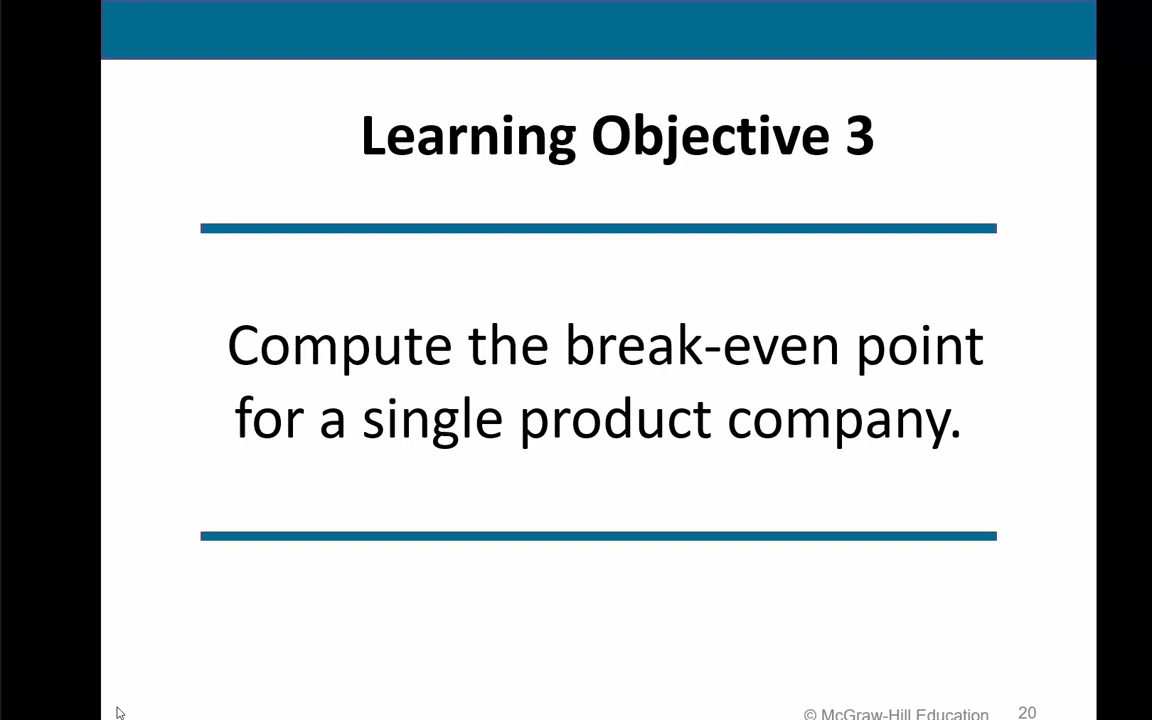 Learning Objective 3
Compute the break-even point
for a single product company.
© McGraw-Hill Education 20